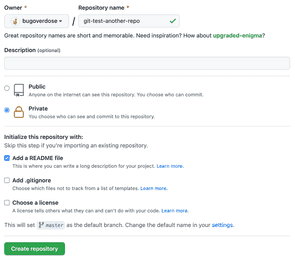 Owner * Repository name *
bugoverdose / git-test-another-repo
Great repository names are short and memorable. Need inspiration? How about upgraded-enigma?
Description (optional)
Public
Anyone on the internet can see this repository. You choose who can commit.
Private
You choose who can see and commit to this repository.
Initialize this repository with:
Skip this step if you're importing an existing repository.
Add a README file
This is where you can write a long description for your project. Learn more.
Add .gitignore
Choose which files not to track from a list of templates. Learn more.
Choose a license
A license tells others what they can and can't do with your code. Learn more.
This will set master as the default branch. Change the default name in your settings.
Create repository